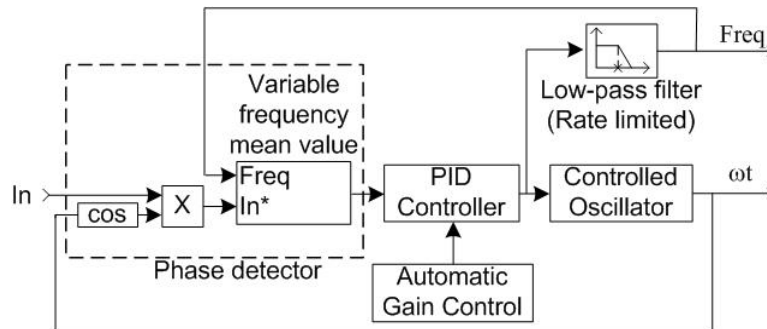 Freq
Variable
frequency
mean value
Low-pass filter
(Rate limited)
Freq
In*
PID
Controller
Controlled
Oscillator
ωt
In
cos
X
Phase detector
Automatic
Gain Control